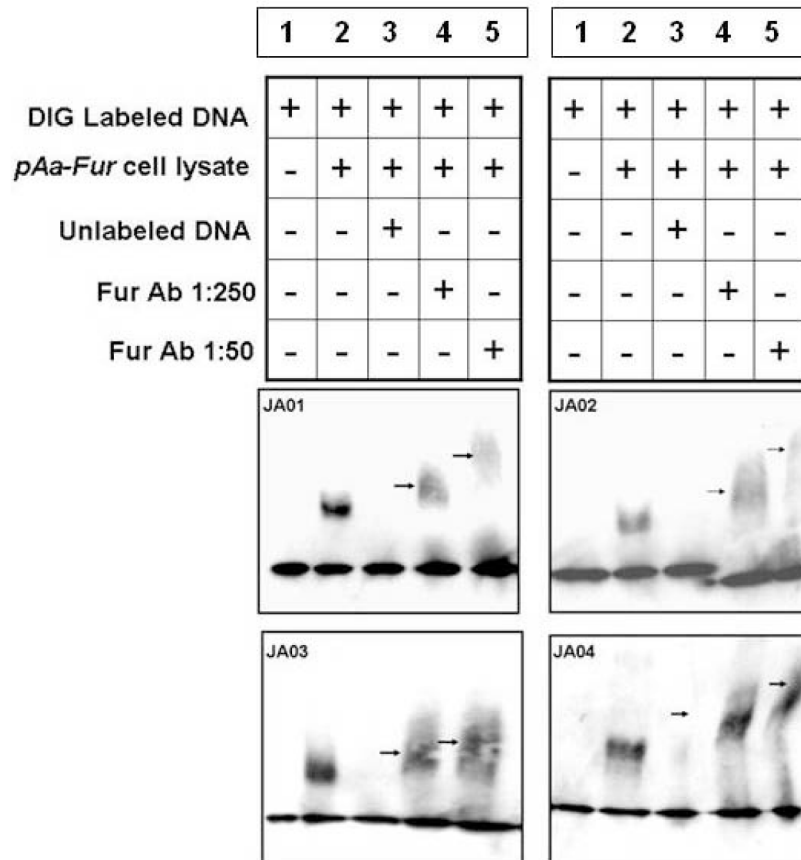 1 2 3 4 5 1 2 3 4 5
DIG Labeled DNA + + + + + + + + + +
pAa-Fur cell lysate - + + + + - + + + +
Unlabeled DNA - - + - - - - + - -
Fur Ab 1:250 - - - + - - - - + -
Fur Ab 1:50 - - - - + - - - - +
JA01 JA02
JA03 JA04